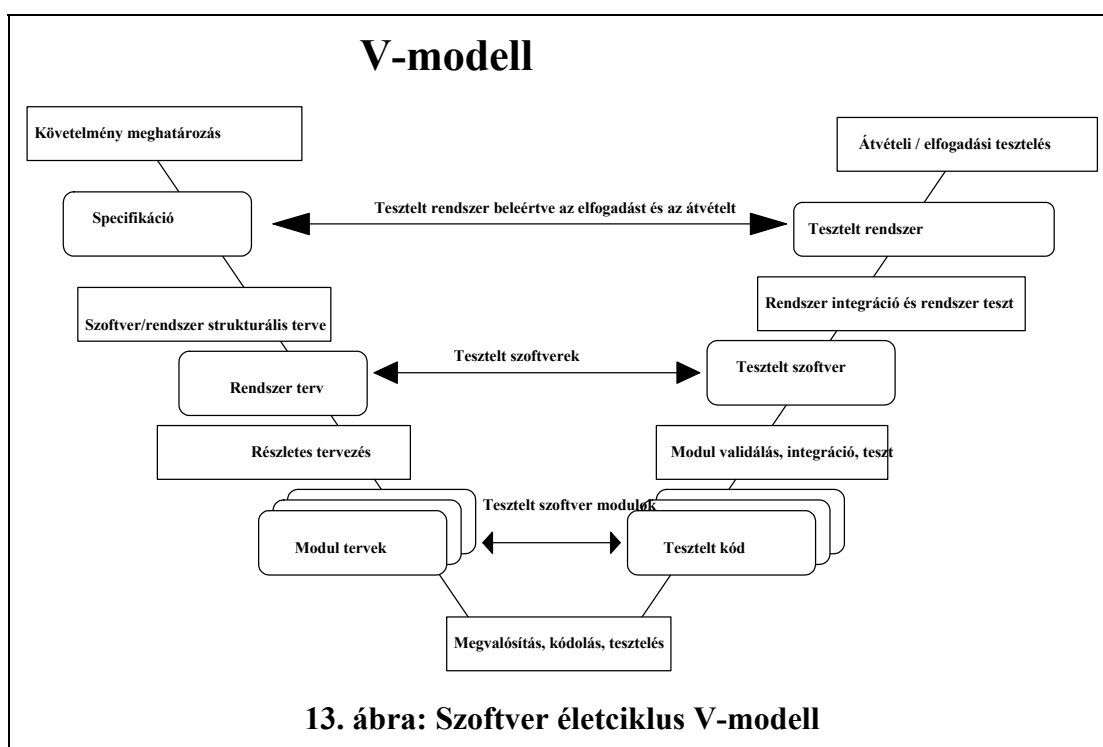 V-modell
Követelmény meghatározás
Átvételi / elfogadási tesztelés
Specifikáció
Tesztelt rendszer beleértve az elfogadást és az átvételt
Tesztelt rendszer
Szoftver/rendszer strukturális terve
Rendszer integráció és rendszer teszt
Rendszer terv
Tesztelt szoftverek
Tesztelt szoftver
Részletes tervezés
Modul validálás, integráció, teszt
Modul tervek
Tesztelt szoftver modulok
Tesztelt kód
Megvalósítás, kódolás, tesztelés
13. ábra: Szoftver életciklus V-modell